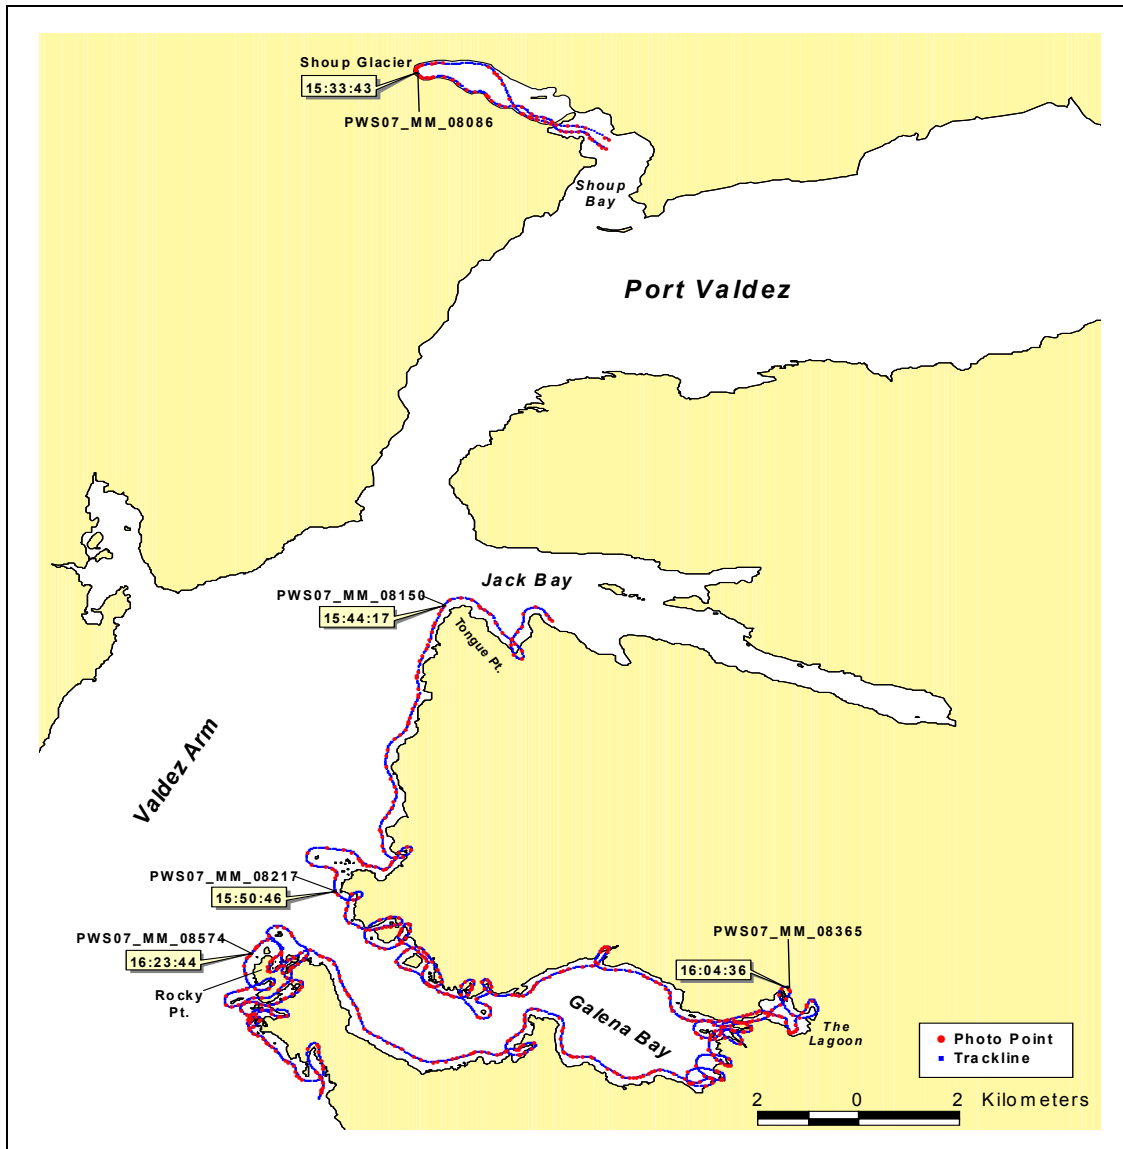 Shoup Glacier
15:33:43
PWS07_MM_08086
Shoup
Bay
Port Valdez
Jack Bay
PWS07_MM_08150
15:44:17
Tongue Pt.
Valdez Arm
PWS07_MM_08217
15:50:46
PWS07_MM_08574
16:23:44
Rocky
Pt.
PWS07_MM_08365
16:04:36
Galena Bay
The
Lagoon
Photo Point
Trackline
2 0 2 Kilometers